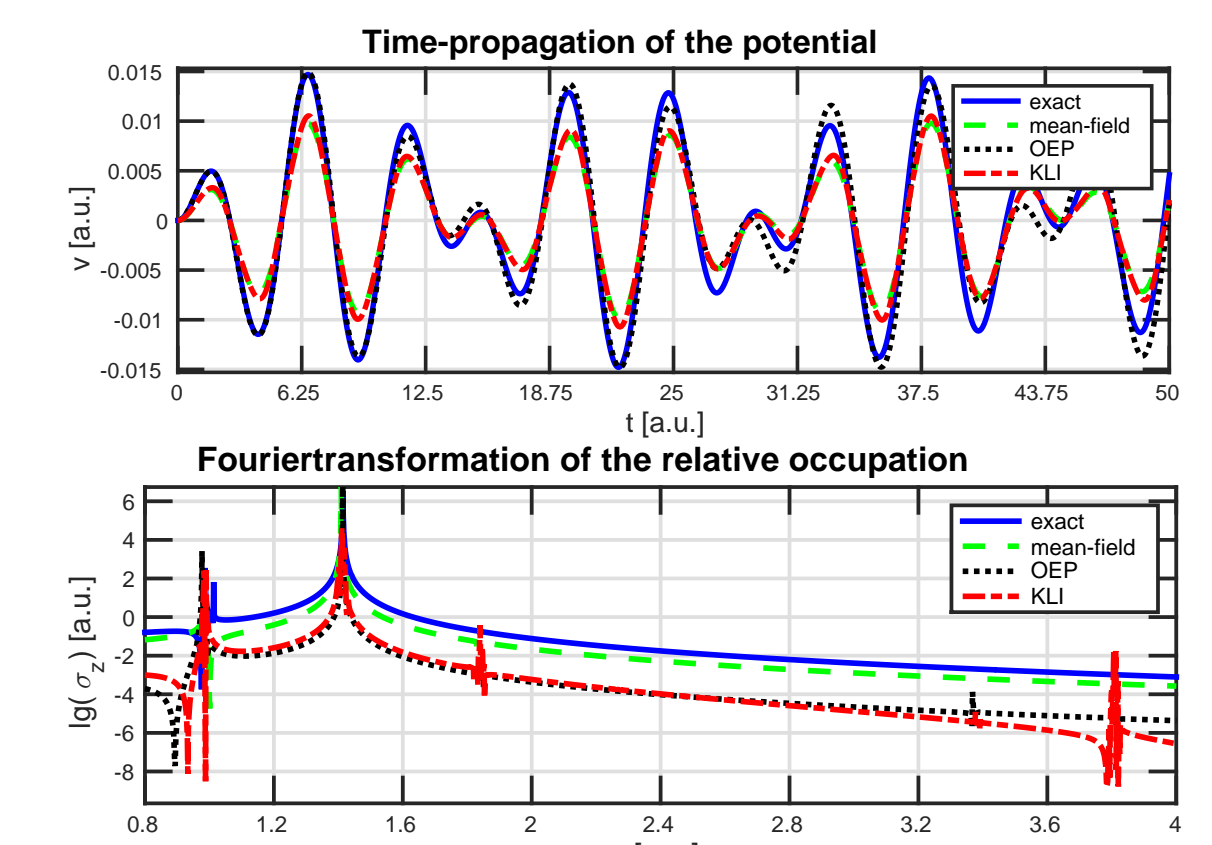 Time-propagation of the potential
0.015
0.01
0.005
0
-0.005
-0.01
-0.015
v [a.u.]
exact
mean-field
OEP
KLI
0 6.25 12.5 18.75 25 31.25 37.5 43.75 50
t [a.u.]
Fouriertransformation of the relative occupation
6
4
2
0
-2
-4
-6
-8
lg( σz) [a.u.]
exact
mean-field
OEP
KLI
0.8 1.2 1.6 2 2.4 2.8 3.2 3.6 4